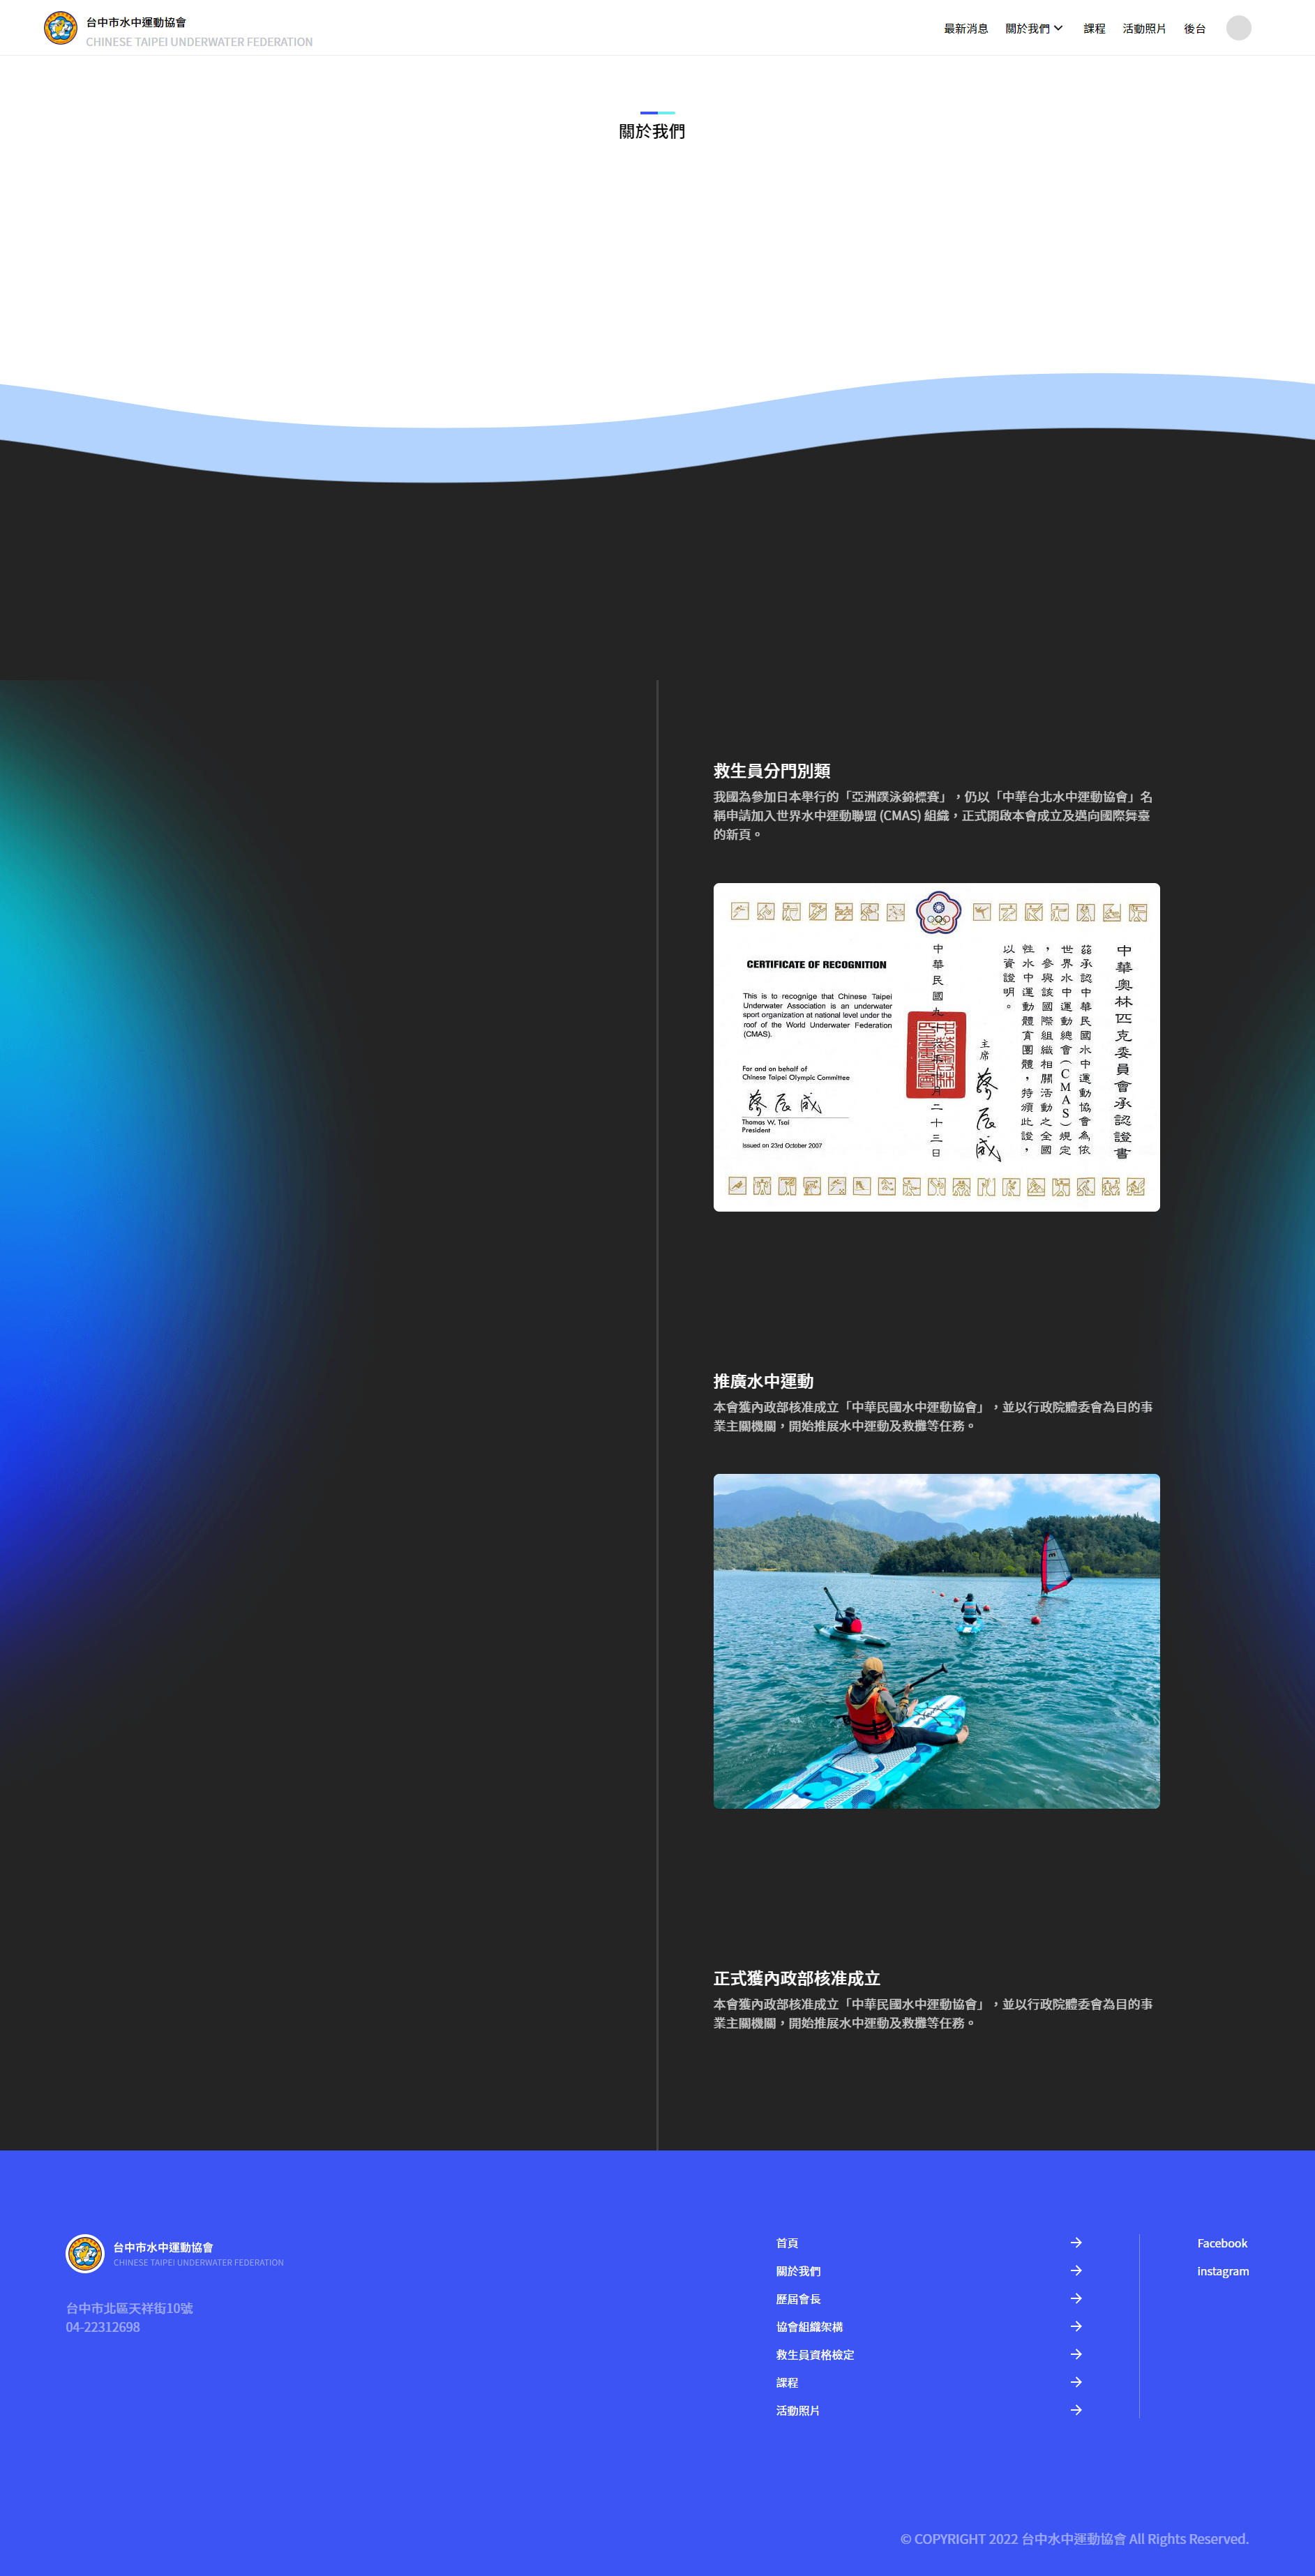 台中市水中運動協會
CHINESE TAIPEI UNDERWATER FEDERATION
最新消息
關於我們
課程
活動照片
後台
關於我們
救生員分門別類
我國為參加日本舉行的「亞洲蹼泳錦標賽」，仍以「中華台北水中運動協會」名
稱申請加入世界水中運動聯盟 (CMAS) 組織，正式開啟本會成立及邁向國際舞臺
的新頁。
中華奧林匹克委員會承認證書
茲承認中華民國水中運動協會為依
世界水中運動總會(CMAS)規定
，參與該國際組織相關活動之全國
性水中運動體育團體，特頒此證，
以資證明。
主席
蔡辰威
中華民國九十六年十月二十三日
CERTIFICATE OF RECOGNITION
This is to recognige that Chinese Taipei
Underwater Association is an underwater
sport organization at national level under the
roof of the World Underwater Federation
(CMAS).
For and on behalf of
Chinese Taipei Olympic Committee
蔡辰威
Thomas W. Tsai
President
Issued on 23rd October 2007
推廣水中運動
本會獲內政部核准成立「中華民國水中運動協會」，並以行政院體委會為目的事
業主關機關，開始推展水中運動及救攤等任務。
正式獲內政部核准成立
本會獲內政部核准成立「中華民國水中運動協會」，並以行政院體委會為目的事
業主關機關，開始推展水中運動及救攤等任務。
台中市水中運動協會
CHINESE TAIPEI UNDERWATER FEDERATION
台中市北區天祥街10號
04-22312698
首頁
關於我們
歷屆會長
協會組織架構
救生員資格檢定
課程
活動照片
Facebook
instagram
© COPYRIGHT 2022 台中水中運動協會 All Rights Reserved.